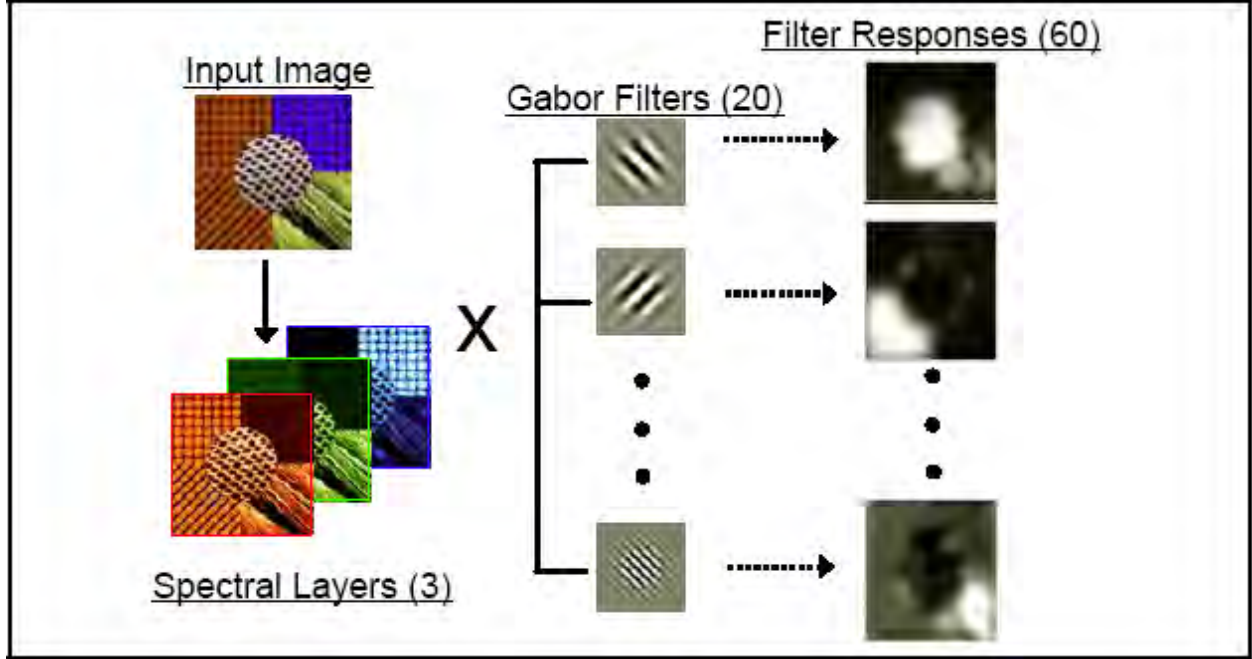 Input Image
Gabor Filters (20)
Filter Responses (60)
X
Spectral Layers (3)